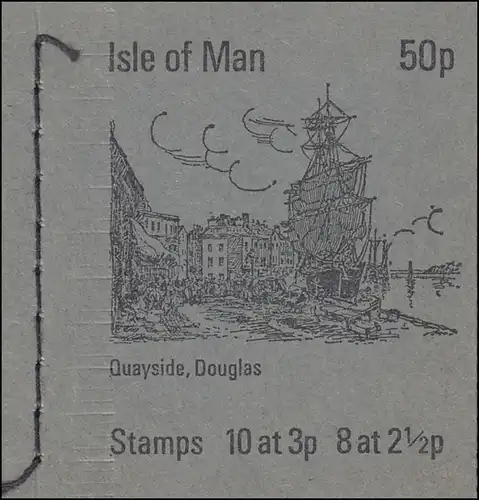 Isle of Man 50p
Quayside, Douglas
Stamps 10 at 3p 8 at 2½p